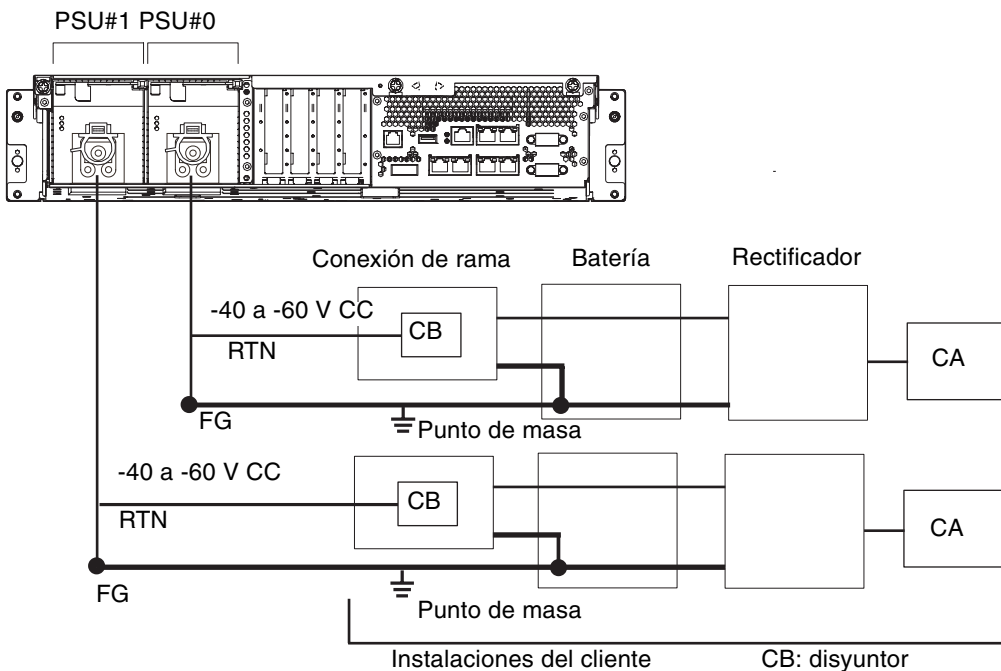 PSU#1 PSU#0
Conexión de rama
Batería
Rectificador
-40 a -60 V CC
CB
RTN
CA
FG
Punto de masa
-40 a -60 V CC
CB
RTN
CA
FG
Punto de masa
Instalaciones del cliente
CB: disyuntor